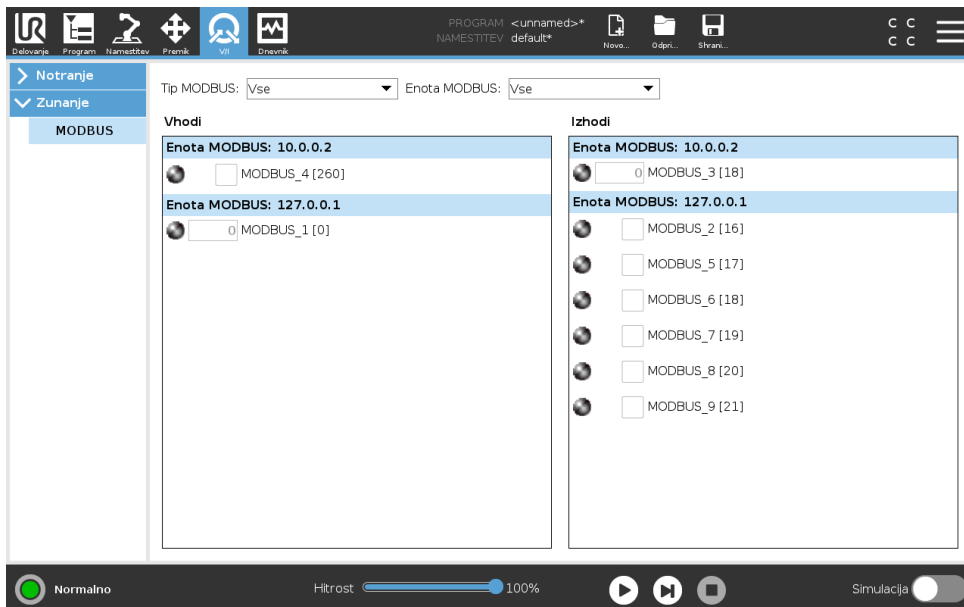 PROGRAM <unnamed>*
NAMESTITEV default*
C C
C C
Delovanje Program Namestitev Premik V/I Dnevnik Novo... Odpri... Shrani...
Notranje
Zunanje
MODBUS
Tip MODBUS: Vse Enota MODBUS: Vse
Vhodi
Enota MODBUS: 10.0.0.2
MODBUS_4 [260]
Enota MODBUS: 127.0.0.1
0 MODBUS_1 [0]
Izhodi
Enota MODBUS: 10.0.0.2
0 MODBUS_3 [18]
Enota MODBUS: 127.0.0.1
MODBUS_2 [16]
MODBUS_5 [17]
MODBUS_6 [18]
MODBUS_7 [19]
MODBUS_8 [20]
MODBUS_9 [21]
Normalno Hitrost 100% Simulacija